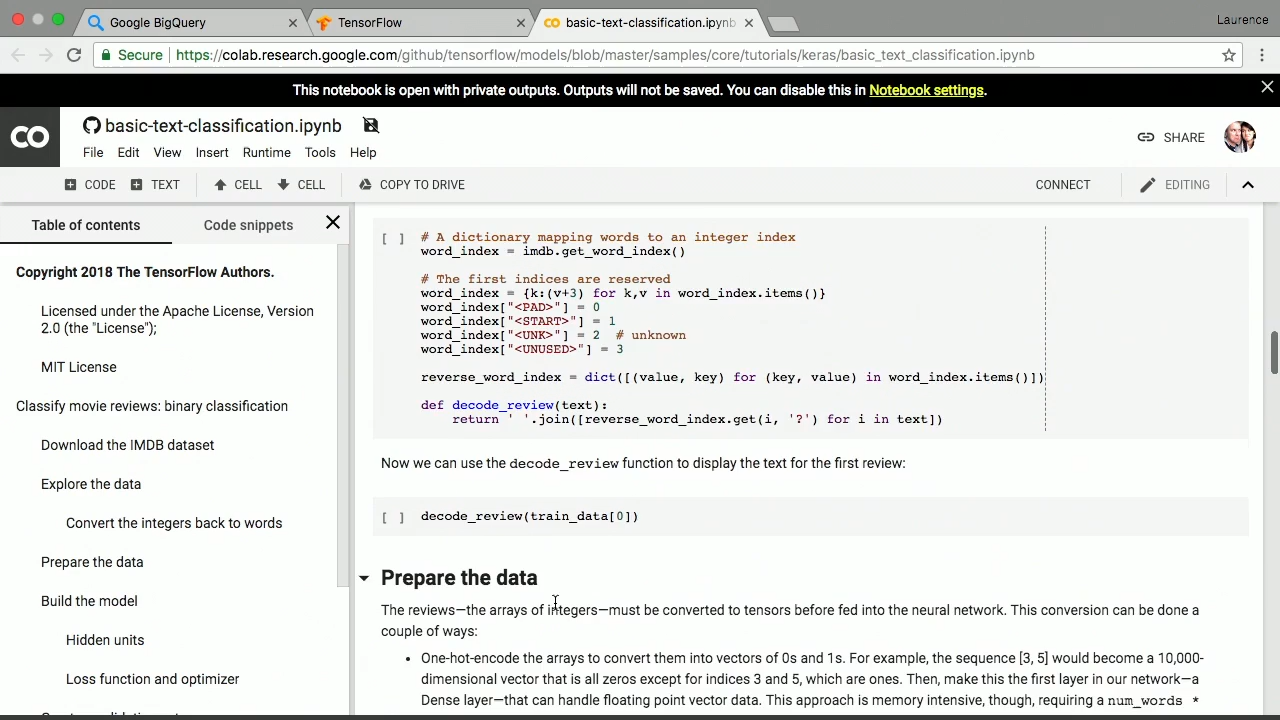 Google BigQuery
TensorFlow
basic-text-classification.ipynb
Laurence
Secure
https://colab.research.google.com/github/tensorflow/models/blob/master/samples/core/tutorials/keras/basic_text_classification.ipynb
This notebook is open with private outputs. Outputs will not be saved. You can disable this in Notebook settings.
CO
basic-text-classification.ipynb
File Edit View Insert Runtime Tools Help
SHARE
CODE TEXT CELL CELL COPY TO DRIVE CONNECT EDITING
Table of contents Code snippets
Copyright 2018 The TensorFlow Authors.
Licensed under the Apache License, Version
2.0 (the "License");
MIT License
Classify movie reviews: binary classification
Download the IMDB dataset
Explore the data
Convert the integers back to words
Prepare the data
Build the model
Hidden units
Loss function and optimizer
[ ] # A dictionary mapping words to an integer index
word_index = imdb.get_word_index()
# The first indices are reserved
word_index = {k:(v+3) for k,v in word_index.items()}
word_index["<PAD>"] = 0
word_index["<START>"] = 1
word_index["<UNK>"] = 2 # unknown
word_index["<UNUSED>"] = 3
reverse_word_index = dict([(value, key) for (key, value) in word_index.items()])
def decode_review(text):
return ' '.join([reverse_word_index.get(i, '?') for i in text])
Now we can use the decode_review function to display the text for the first review:
[ ] decode_review(train_data[0])
Prepare the data
The reviews—the arrays of integers—must be converted to tensors before fed into the neural network. This conversion can be done a
couple of ways:
• One-hot-encode the arrays to convert them into vectors of 0s and 1s. For example, the sequence [3, 5] would become a 10,000-
dimensional vector that is all zeros except for indices 3 and 5, which are ones. Then, make this the first layer in our network—a
Dense layer—that can handle floating point vector data. This approach is memory intensive, though, requiring a num_words *